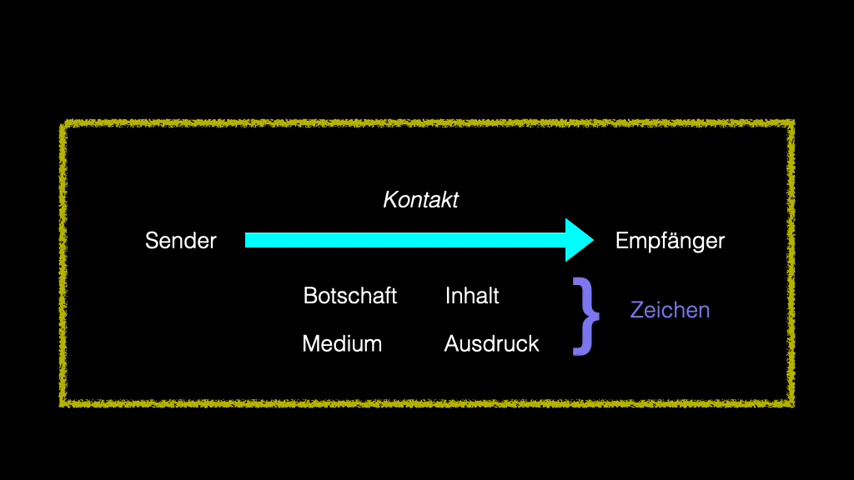 Kontakt
Sender Empfänger
Botschaft Inhalt
Zeichen
Medium Ausdruck